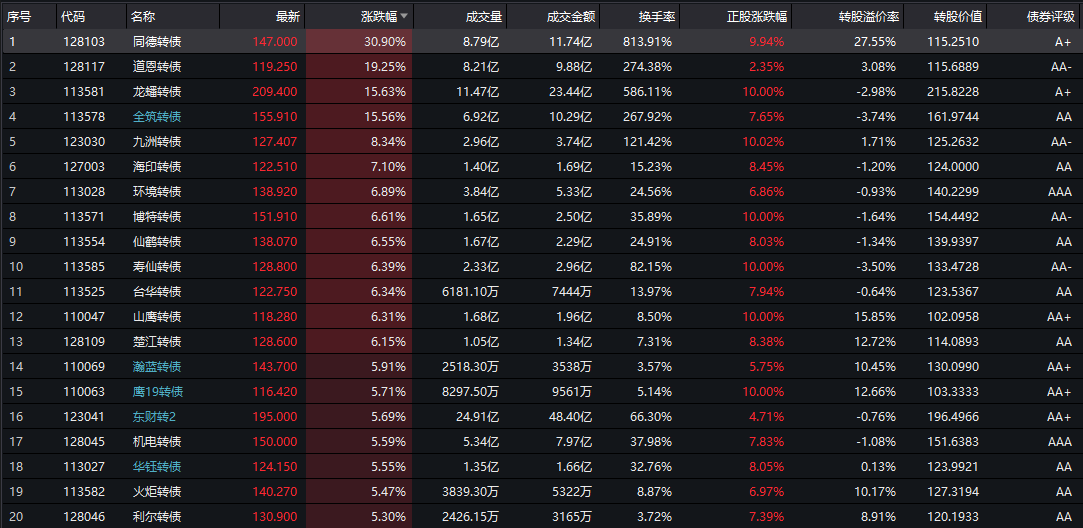 序号 代码 名称 最新 涨跌幅 成交量 成交金额 换手率 正股涨跌幅 转股溢价率 转股价值 债券评级
1 128103 同德转债 147.000 30.90% 8.79亿 11.74亿 813.91% 9.94% 27.55% 115.2510 A+
2 128117 道恩转债 119.250 19.25% 8.21亿 9.88亿 274.38% 2.35% 3.08% 115.6889 AA-
3 113581 龙蟠转债 209.400 15.63% 11.47亿 23.44亿 586.11% 10.00% -2.98% 215.8228 A+
4 113578 全筑转债 155.910 15.56% 6.92亿 10.29亿 267.92% 7.65% -3.74% 161.9744 AA
5 123030 九洲转债 127.407 8.34% 2.96亿 3.74亿 121.42% 10.02% 1.71% 125.2632 AA-
6 127003 海印转债 122.510 7.10% 1.40亿 1.69亿 15.23% 8.45% -1.20% 124.0000 AA
7 113028 环境转债 138.920 6.89% 3.84亿 5.33亿 24.56% 6.86% -0.93% 140.2299 AAA
8 113571 博特转债 151.910 6.61% 1.65亿 2.50亿 35.89% 10.00% -1.64% 154.4492 AA-
9 113554 仙鹤转债 138.070 6.55% 1.67亿 2.29亿 24.91% 8.03% -1.34% 139.9397 AA
10 113585 寿仙转债 128.800 6.39% 2.33亿 2.96亿 82.15% 10.00% -3.50% 133.4728 AA-
11 113525 台华转债 122.750 6.34% 6181.10万 7444万 13.97% 7.94% -0.64% 123.5367 AA
12 110047 山鹰转债 118.280 6.31% 1.68亿 1.96亿 8.50% 10.00% 15.85% 102.0958 AA+
13 128109 楚江转债 128.600 6.15% 1.05亿 1.34亿 7.31% 8.38% 12.72% 114.0893 AA
14 110069 瀚蓝转债 143.700 5.91% 2518.30万 3538万 3.57% 5.75% 10.45% 130.0990 AA+
15 110063 鹰19转债 116.420 5.71% 8297.50万 9561万 5.14% 10.00% 12.66% 103.3333 AA+
16 123041 东财转2 195.000 5.69% 24.91亿 48.40亿 66.30% 4.71% -0.76% 196.4966 AA+
17 128045 机电转债 150.000 5.59% 5.34亿 7.97亿 37.98% 7.83% -1.08% 151.6383 AAA
18 113027 华钰转债 124.150 5.55% 1.35亿 1.66亿 32.76% 8.05% 0.13% 123.9921 AA
19 113582 火炬转债 140.270 5.47% 3839.30万 5322万 8.87% 6.97% 10.17% 127.3194 AA
20 128046 利尔转债 130.900 5.30% 2426.15万 3165万 3.72% 7.39% 8.91% 120.1933 AA